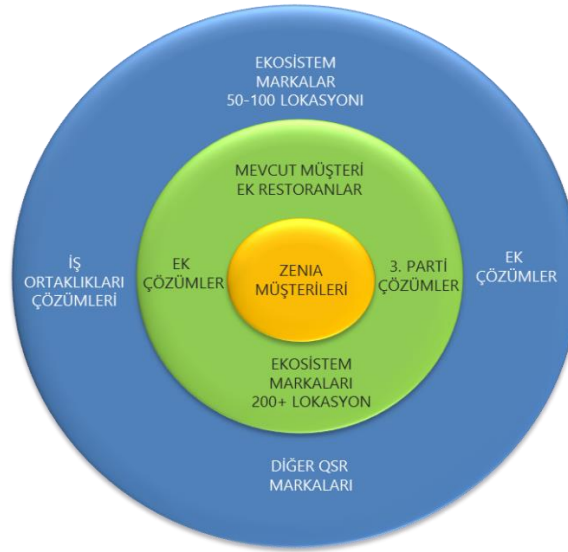 EKOSİSTEM
MARKALAR
50-100 LOKASYONI
MEVCUT MÜŞTERİ
EK RESTORANLAR
İŞ
ORTAKLIKLARI
ÇÖZÜMLERİ
EK
ÇÖZÜMLER
ZENIA
MÜŞTERİLERİ
3. PARTİ
ÇÖZÜMLER
EK
ÇÖZÜMLER
EKOSİSTEM
MARKALARI
200+ LOKASYON
DİĞER QSR
MARKALARI